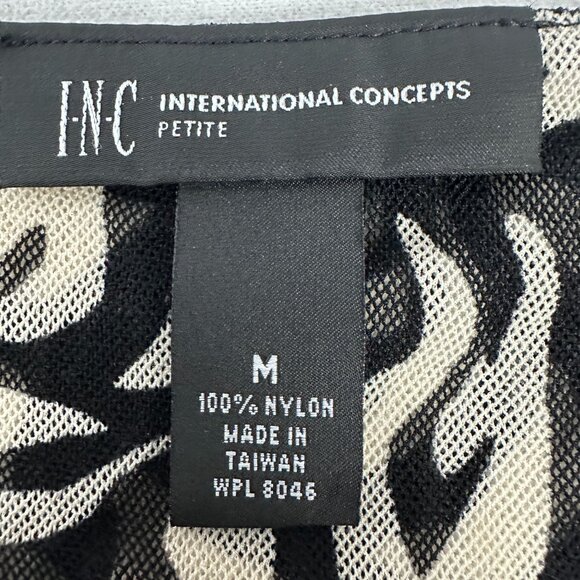 I·N·C INTERNATIONAL CONCEPTS
PETITE
M
100% NYLON
MADE IN
TAIWAN
WPL 8046